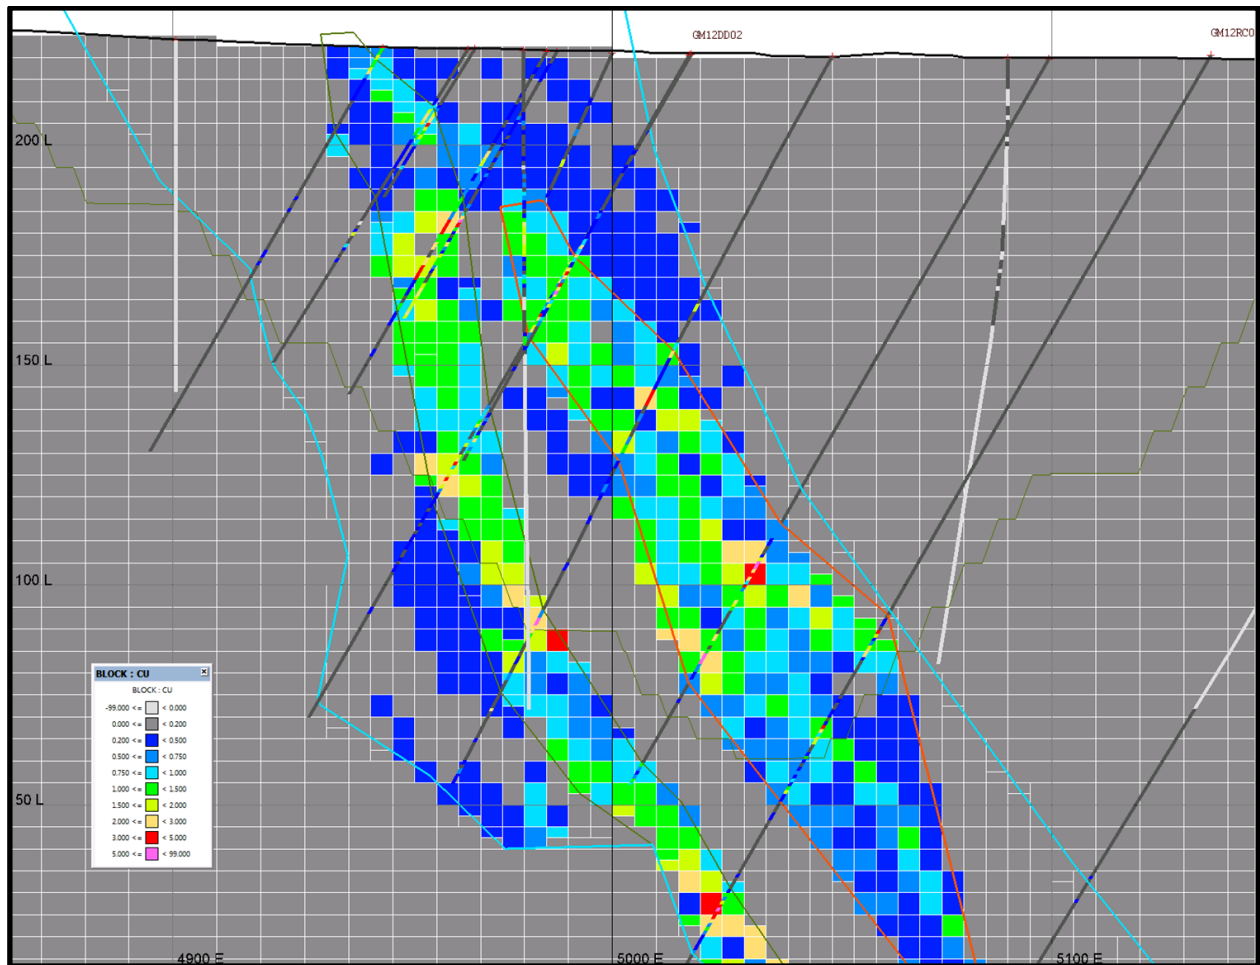 GM12DD02
GM12RC0
200 L
150 L
100 L
50 L
BLOCK : CU
BLOCK : CU
-99.000 <= < 0.000
0.000 <= < 0.200
0.200 <= < 0.500
0.500 <= < 0.750
0.750 <= < 1.000
1.000 <= < 1.500
1.500 <= < 2.000
2.000 <= < 3.000
3.000 <= < 5.000
5.000 <= < 99.000
4900 E
5000 E
5100 E